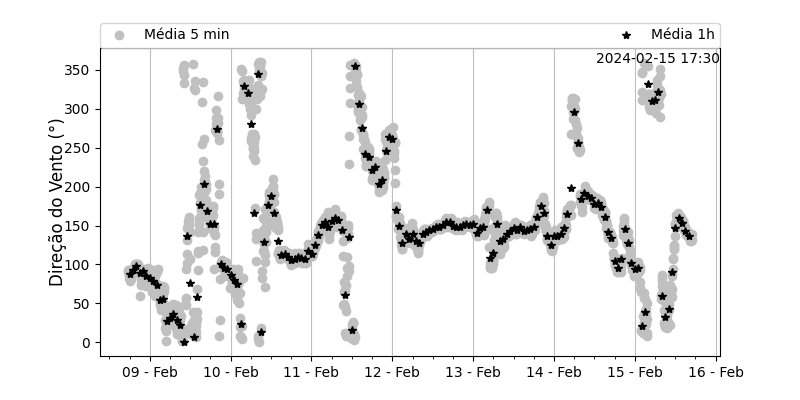 Média 5 min
Média 1h
2024-02-15 17:30
Direção do Vento (°)
350
300
250
200
150
100
50
0
09 - Feb
10 - Feb
11 - Feb
12 - Feb
13 - Feb
14 - Feb
15 - Feb
16 - Feb